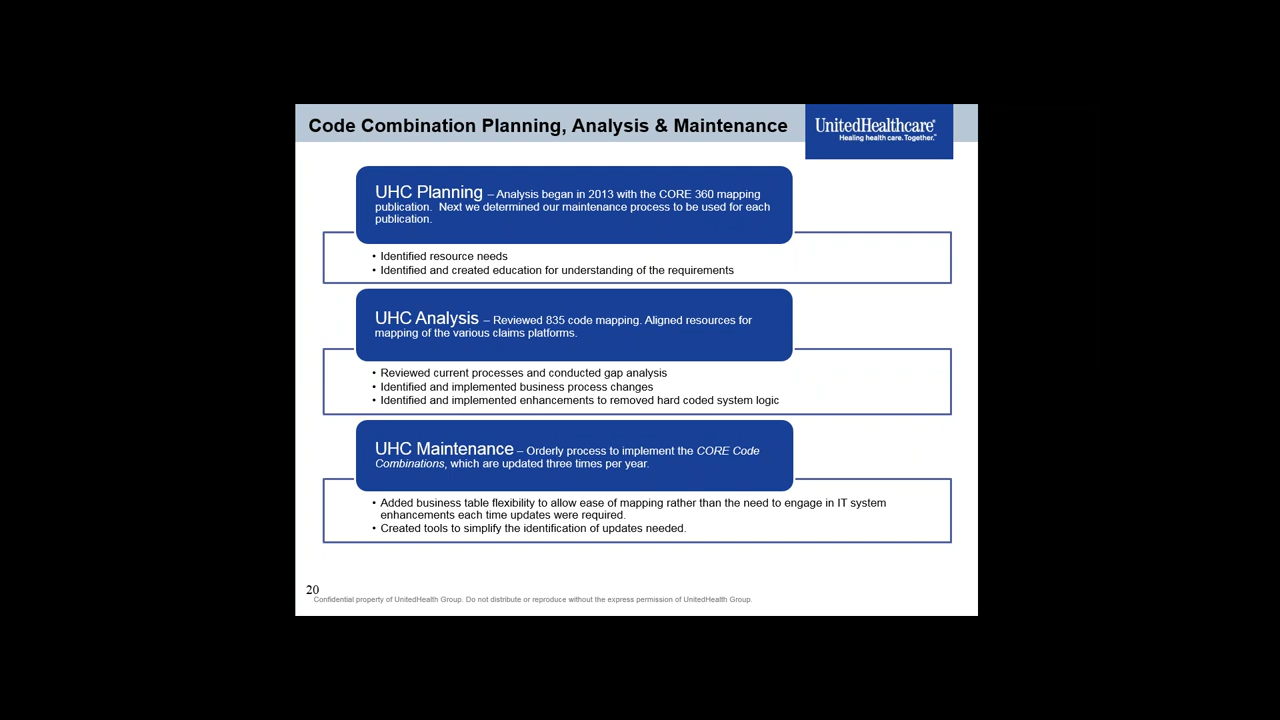 Code Combination Planning, Analysis & Maintenance
UnitedHealthcare®
Healing health care. Together.℠
UHC Planning – Analysis began in 2013 with the CORE 360 mapping
publication. Next we determined our maintenance process to be used for each
publication.
• Identified resource needs
• Identified and created education for understanding of the requirements
UHC Analysis – Reviewed 835 code mapping. Aligned resources for
mapping of the various claims platforms.
• Reviewed current processes and conducted gap analysis
• Identified and implemented business process changes
• Identified and implemented enhancements to removed hard coded system logic
UHC Maintenance – Orderly process to implement the CORE Code
Combinations, which are updated three times per year.
• Added business table flexibility to allow ease of mapping rather than the need to engage in IT system
enhancements each time updates were required.
• Created tools to simplify the identification of updates needed.
20
Confidential property of UnitedHealth Group. Do not distribute or reproduce without the express permission of UnitedHealth Group.